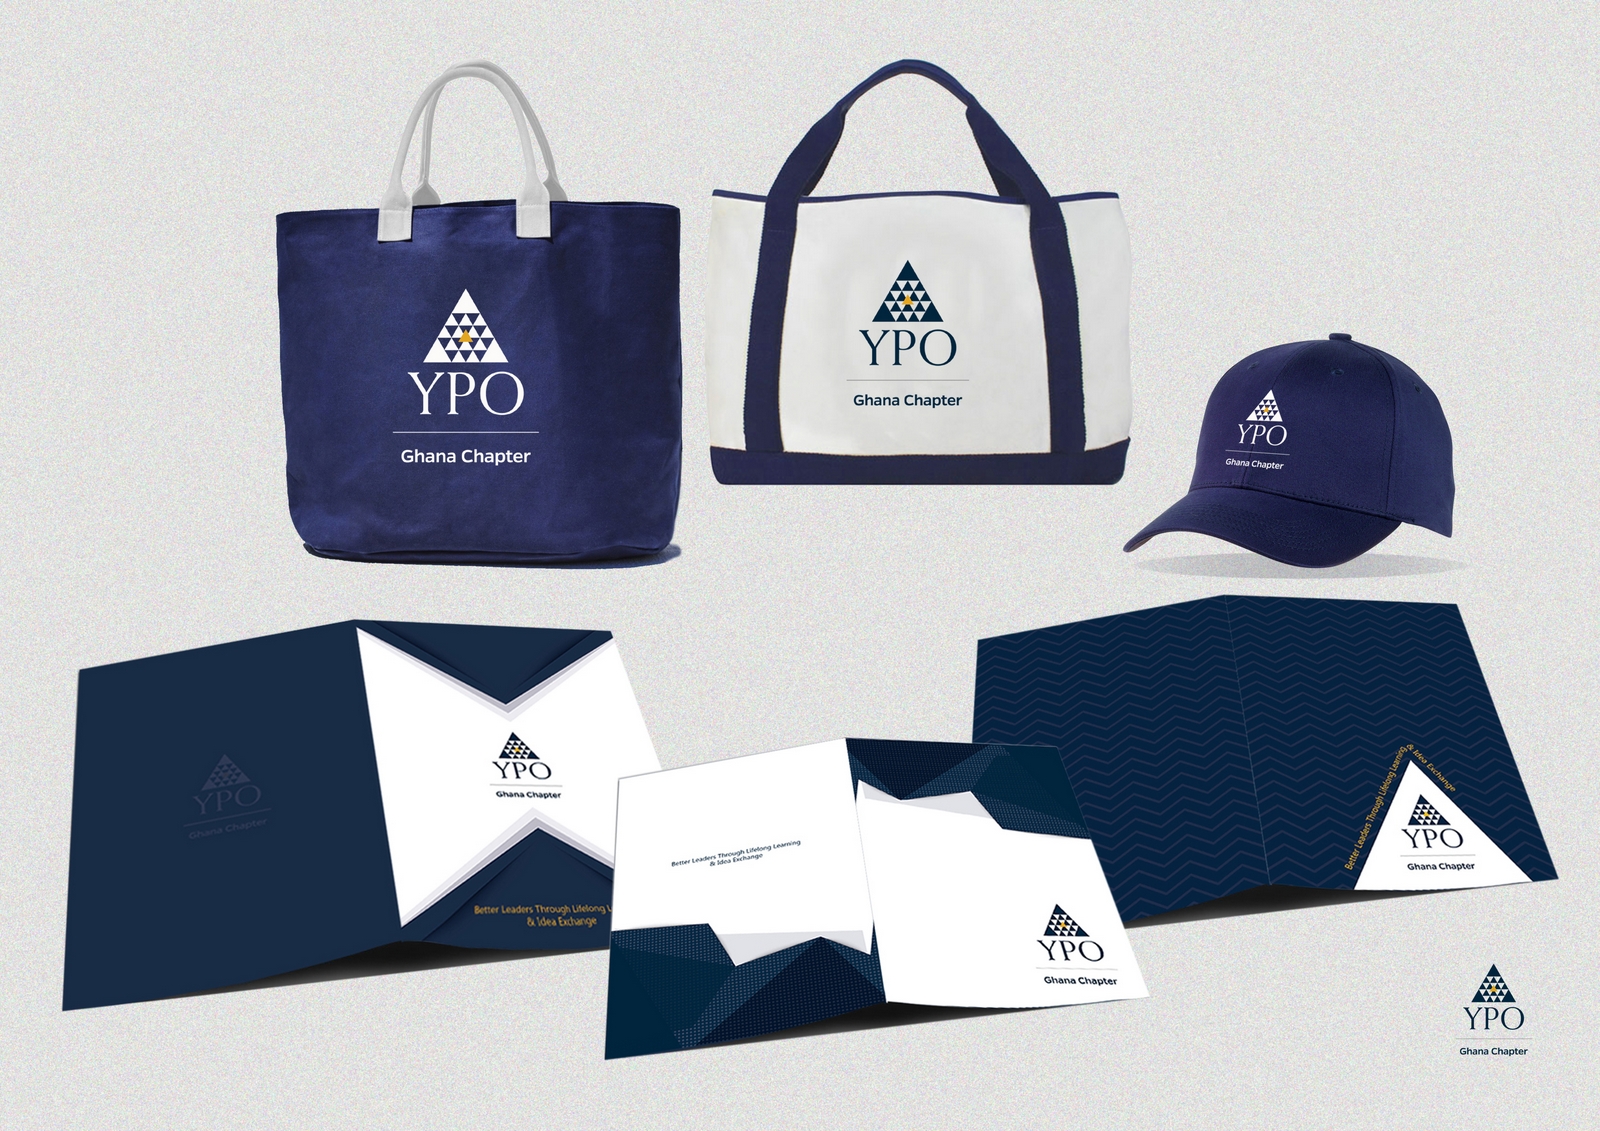 YPO
Ghana Chapter
YPO
Ghana Chapter
YPO
Ghana Chapter
YPO
Ghana Chapter
YPO
Ghana Chapter
Better Leaders Through Lifelong
& Idea Exchange
Better Leaders Through Lifelong Learning
& Idea Exchange
YPO
Ghana Chapter
Better Leaders Through Lifelong Learning & Idea Exchange
YPO
Ghana Chapter
YPO
Ghana Chapter